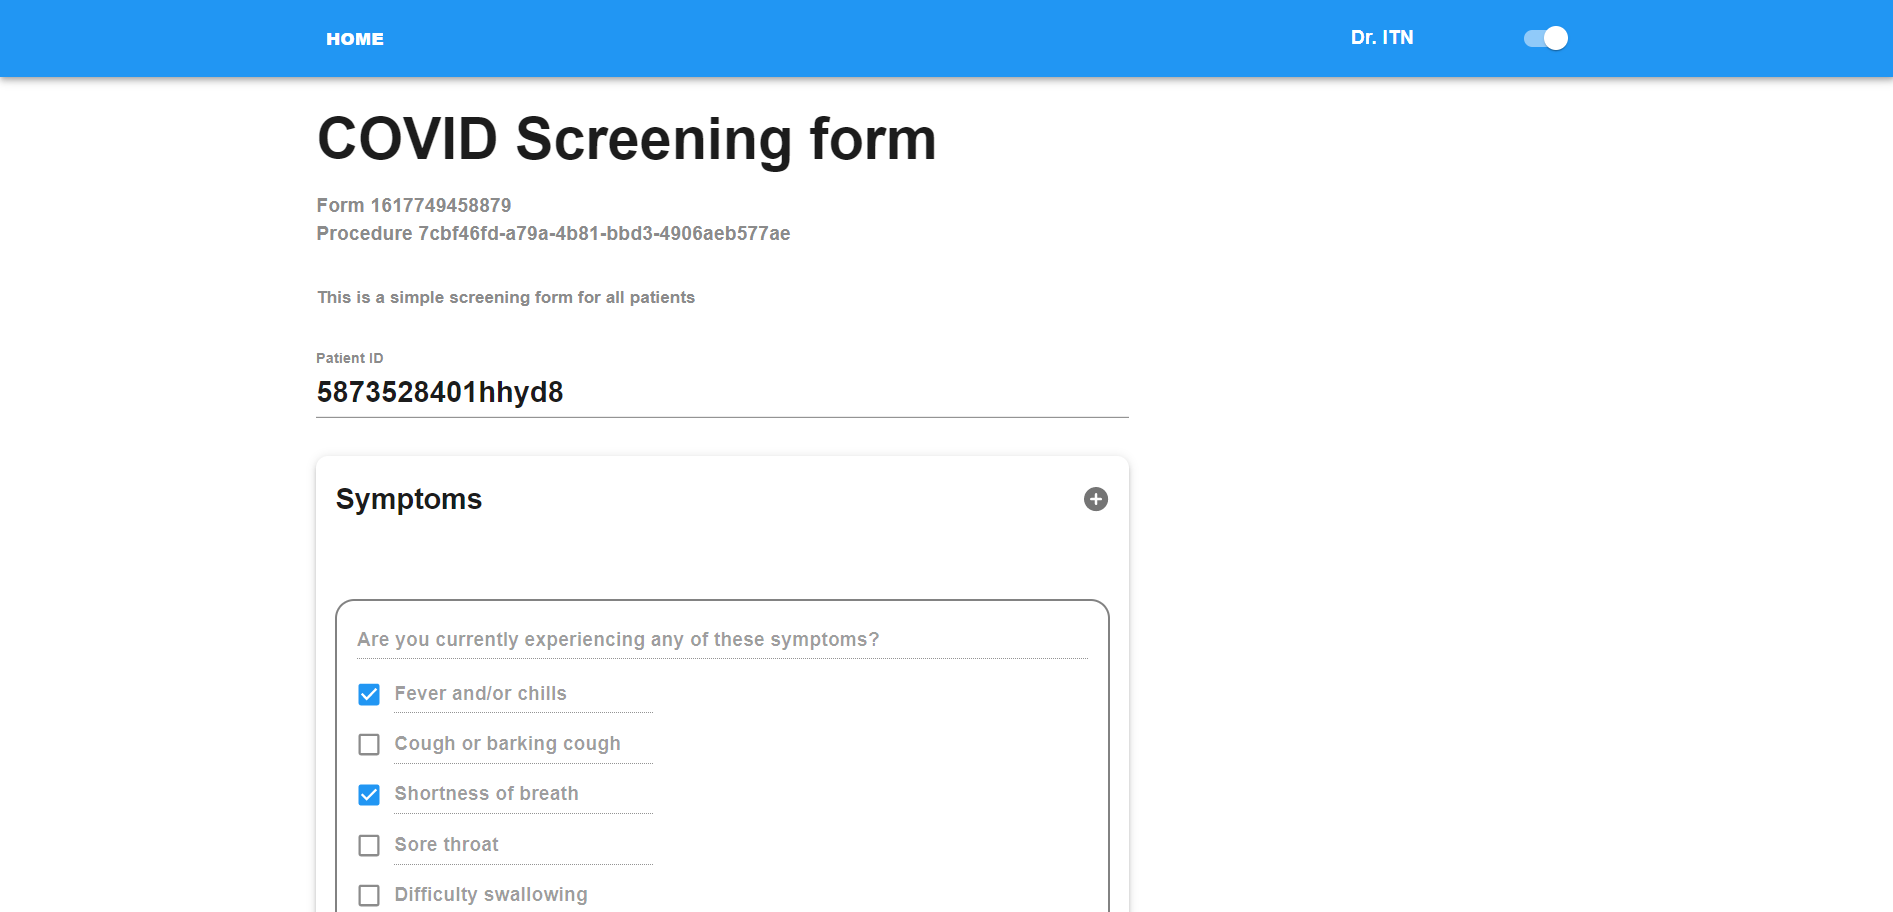 HOME
Dr. ITN
COVID Screening form
Form 1617749458879
Procedure 7cbf46fd-a79a-4b81-bbd3-4906aeb577ae
This is a simple screening form for all patients
Patient ID
5873528401hhyd8
Symptoms
Are you currently experiencing any of these symptoms?
Fever and/or chills
Cough or barking cough
Shortness of breath
Sore throat
Difficulty swallowing